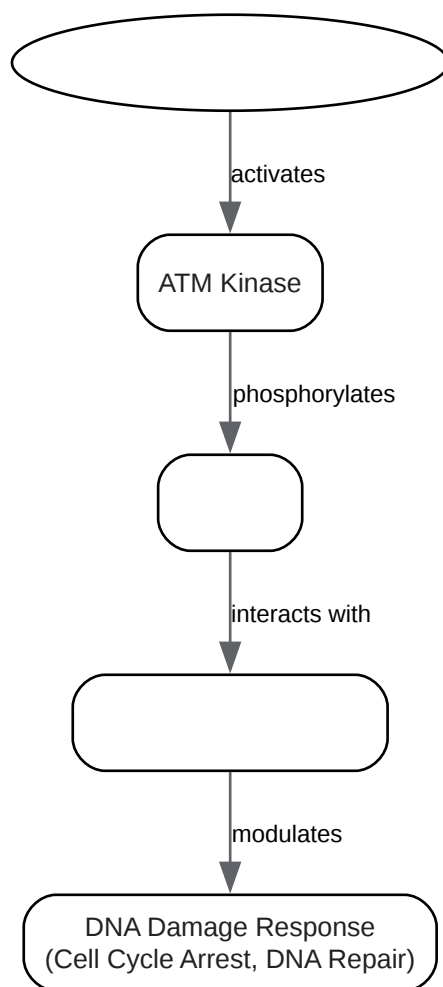 activates
ATM Kinase
phosphorylates
interacts with
modulates
DNA Damage Response
(Cell Cycle Arrest, DNA Repair)